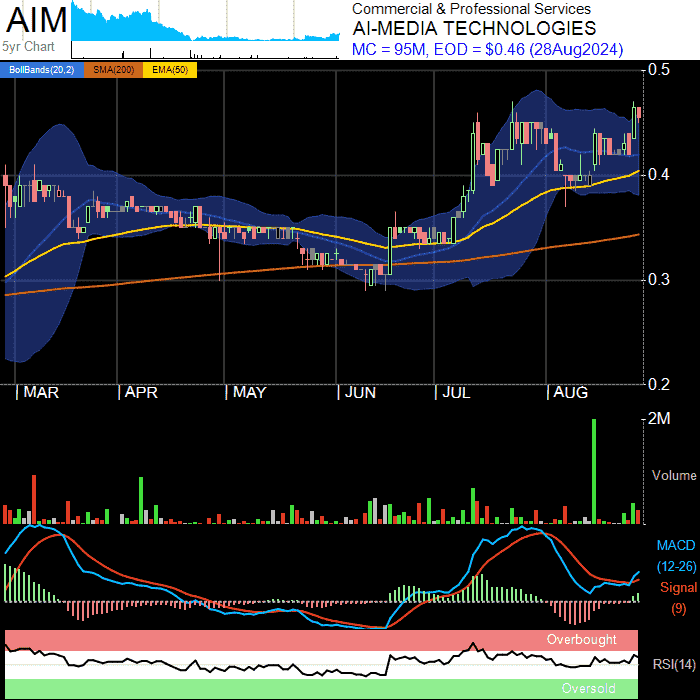 AIM
5yr Chart
Commercial & Professional Services
AI-MEDIA TECHNOLOGIES
MC = 95M, EOD = $0.46 (28Aug2024)
BollBands(20,2) SMA(200) EMA(50)
0.5
0.4
0.3
0.2
MAR APR MAY JUN JUL AUG
2M
Volume
MACD
(12-26)
Signal
(9)
Overbought
RSI(14)
Oversold